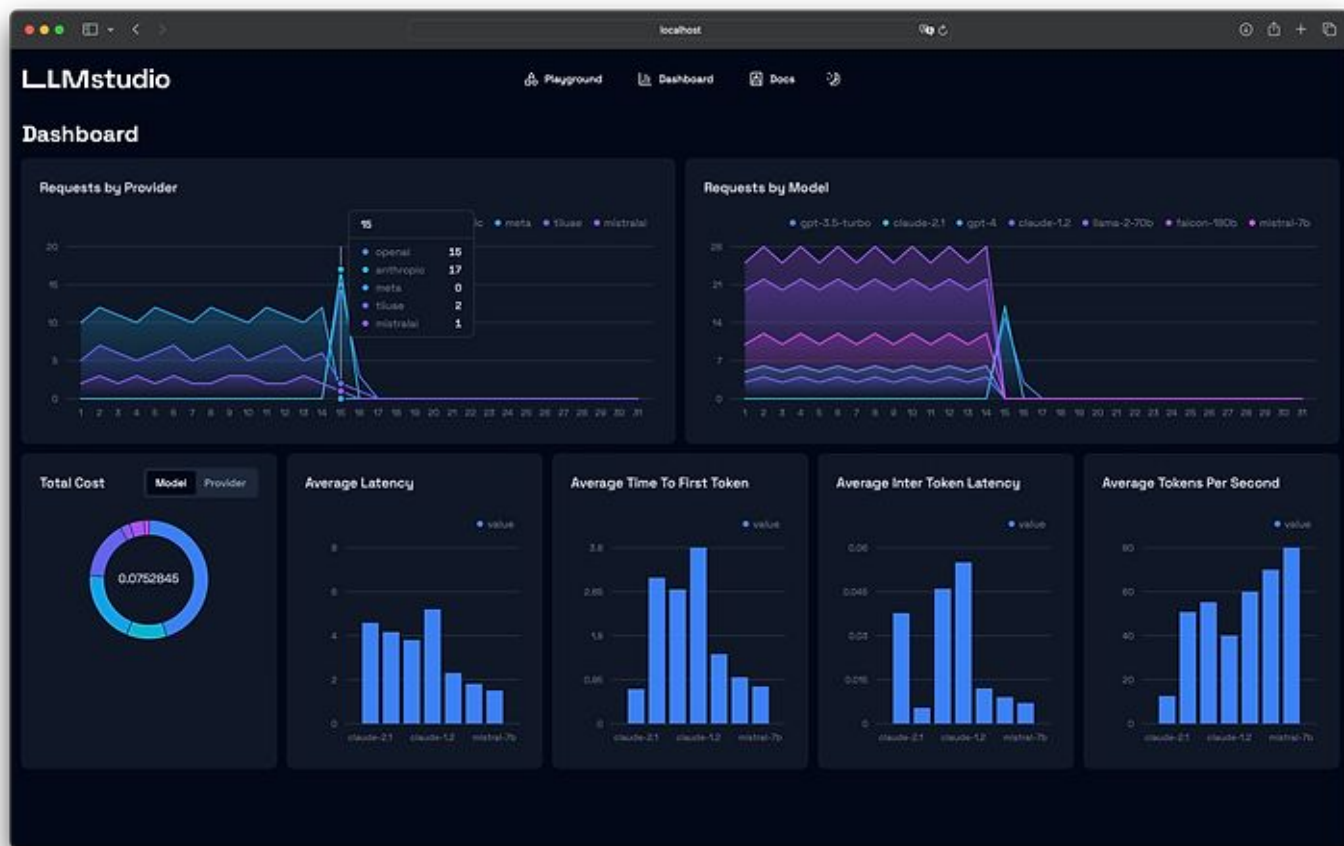 localhost
LLMstudio
Playground Dashboard Docs
Dashboard
Requests by Provider
15
meta tiiuae mistralai
openai 15
anthropic 17
meta 0
tiiuae 2
mistralai 1
20
15
10
5
0
1 2 3 4 5 6 7 8 9 10 11 12 13 14 15 16 17 18 19 20 21 22 23 24 25 26 27 28 29 30 31
Requests by Model
gpt-3.5-turbo claude-2.1 gpt-4 claude-1.2 llama-2-70b falcon-180b mistral-7b
28
21
14
7
0
1 2 3 4 5 6 7 8 9 10 11 12 13 14 15 16 17 18 19 20 21 22 23 24 25 26 27 28 29 30 31
Total Cost
Model Provider
0.0752845
Average Latency
value
8
6
4
2
0
claude-2.1 claude-1.2 mistral-7b
Average Time To First Token
value
3.8
2.85
1.9
0.95
0
claude-2.1 claude-1.2 mistral-7b
Average Inter Token Latency
value
0.06
0.045
0.03
0.015
0
claude-2.1 claude-1.2 mistral-7b
Average Tokens Per Second
value
80
60
40
20
0
claude-2.1 claude-1.2 mistral-7b